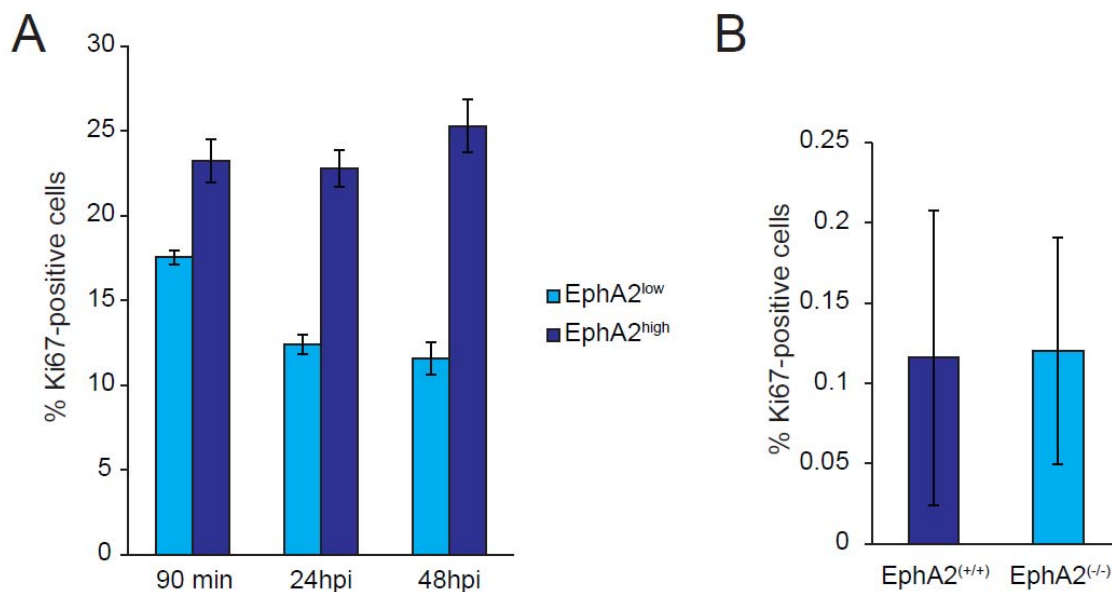 A
% Ki67-positive cells
30
25
20
15
10
5
0
90 min 24hpi 48hpi
EphA2low
EphA2high
B
% Ki67-positive cells
0.25
0.2
0.15
0.1
0.05
0
EphA2(+/+) EphA2(-/-)